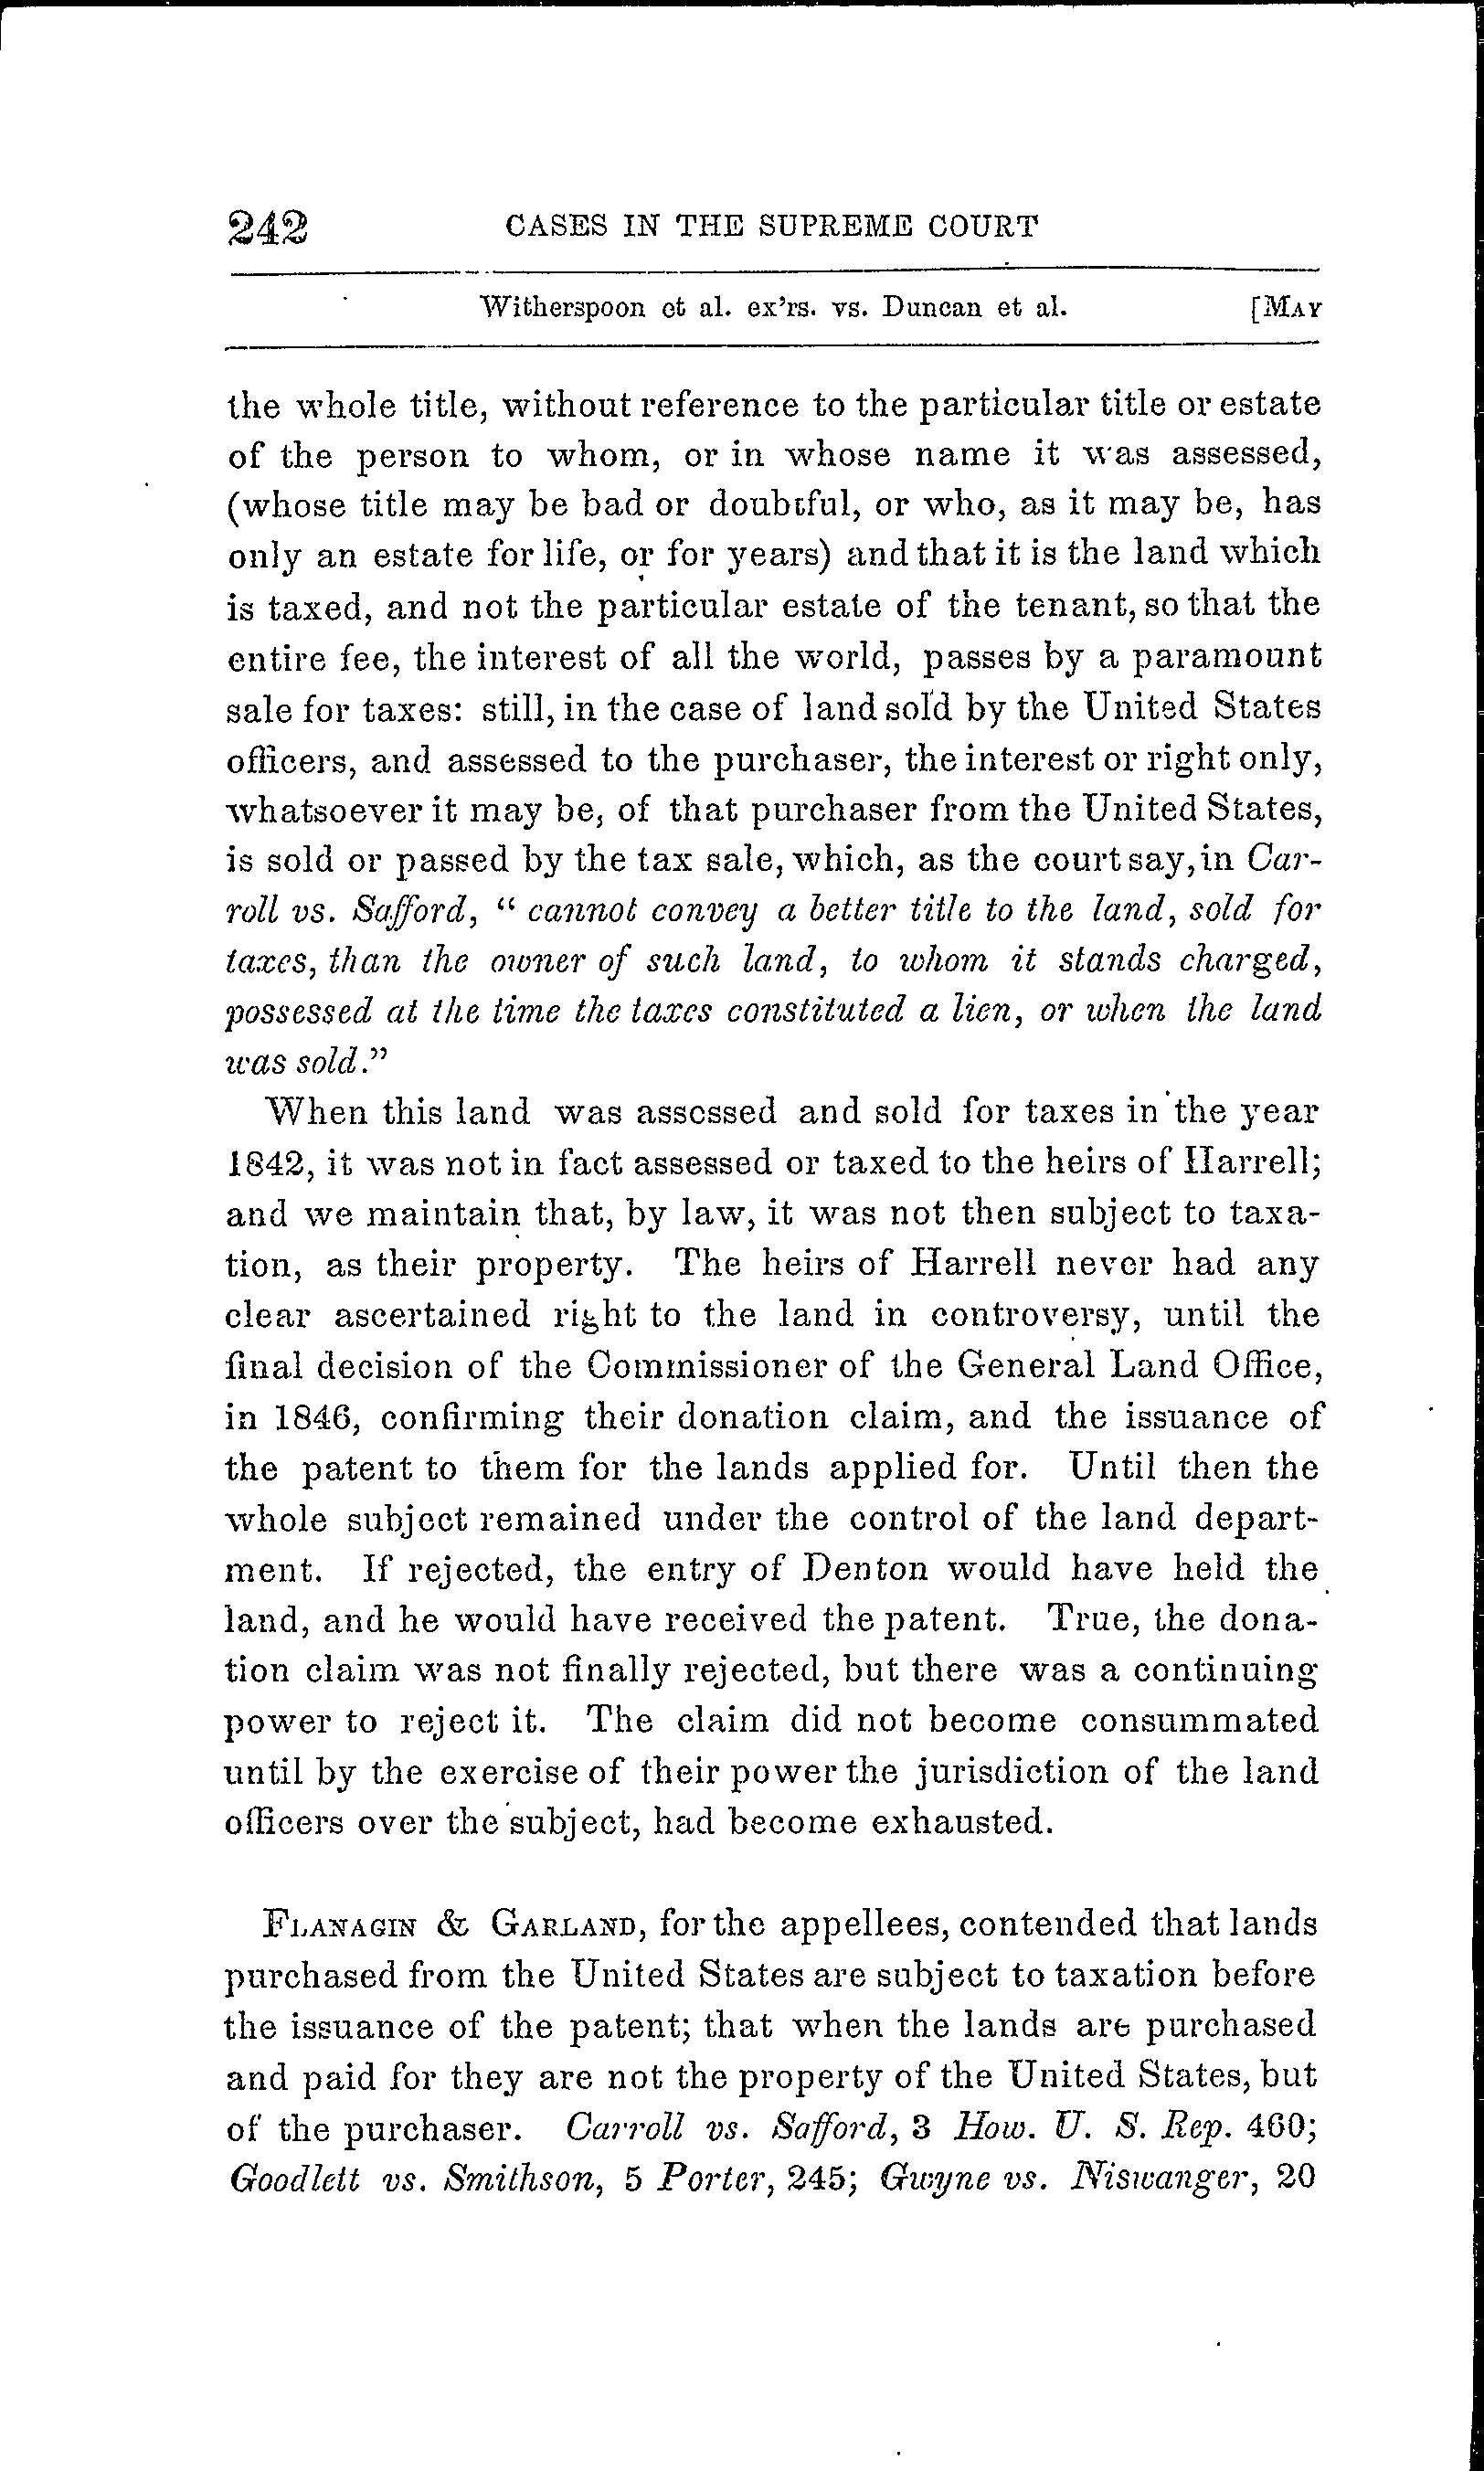 242 CASES IN THE SUPREME COURT
Witherspoon et al. ex'rs. vs. Duncan et al. [MAY
the whole title, without reference to the particular title or estate
of the person to whom, or in whose name it was assessed,
(whose title may be bad or doubtful, or who, as it may be, has
only an estate for life, or for years) and that it is the land which
is taxed, and not the particular estate of the tenant, so that the
entire fee, the interest of all the world, passes by a paramount
sale for taxes: still, in the case of land sold by the United States
officers, and assessed to the purchaser, the interest or right only,
whatsoever it may be, of that purchaser from the United States,
is sold or passed by the tax sale, which, as the court say, in Car-
roll vs. Safford, “ cannot convey a better title to the land, sold for
taxes, than the owner of such land, to whom it stands charged,
possessed at the time the taxes constituted a lien, or when the land
was sold.”
When this land was assessed and sold for taxes in the year
1842, it was not in fact assessed or taxed to the heirs of Harrell;
and we maintain that, by law, it was not then subject to taxa-
tion, as their property. The heirs of Harrell never had any
clear ascertained right to the land in controversy, until the
final decision of the Commissioner of the General Land Office,
in 1846, confirming their donation claim, and the issuance of
the patent to them for the lands applied for. Until then the
whole subject remained under the control of the land depart-
ment. If rejected, the entry of Denton would have held the
land, and he would have received the patent. True, the dona-
tion claim was not finally rejected, but there was a continuing
power to reject it. The claim did not become consummated
until by the exercise of their power the jurisdiction of the land
officers over the subject, had become exhausted.
FLANAGIN & GARLAND, for the appellees, contended that lands
purchased from the United States are subject to taxation before
the issuance of the patent; that when the lands are purchased
and paid for they are not the property of the United States, but
of the purchaser. Carroll vs. Safford, 3 How. U. S. Rep. 460;
Goodlett vs. Smithson, 5 Porter, 245; Gwyne vs. Niswanger, 20